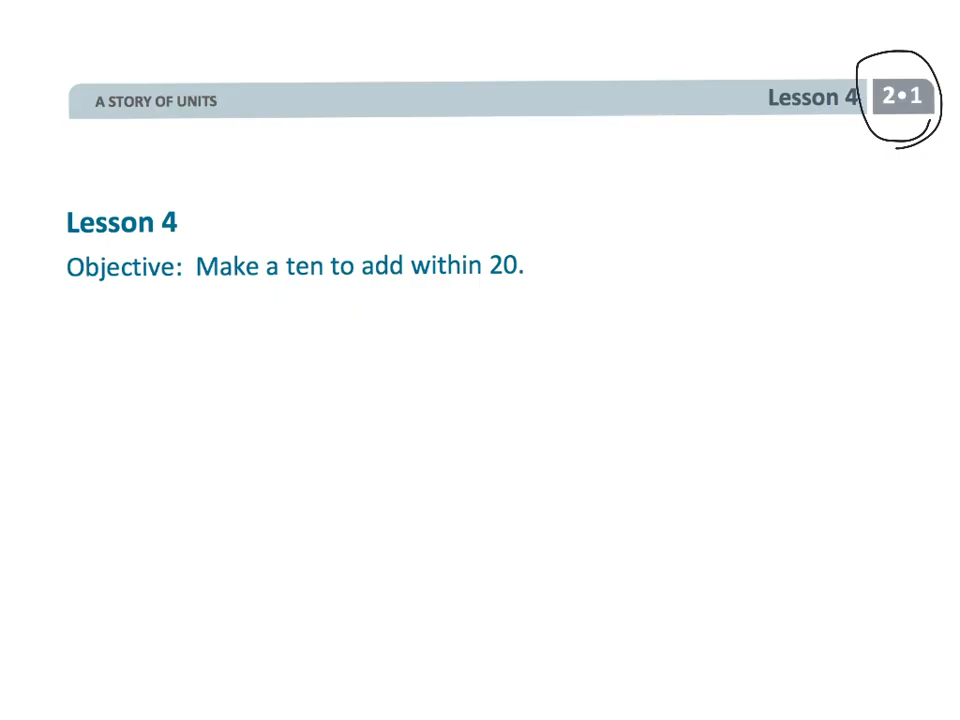 A STORY OF UNITS
Lesson 4
2•1
Lesson 4
Objective: Make a ten to add within 20.